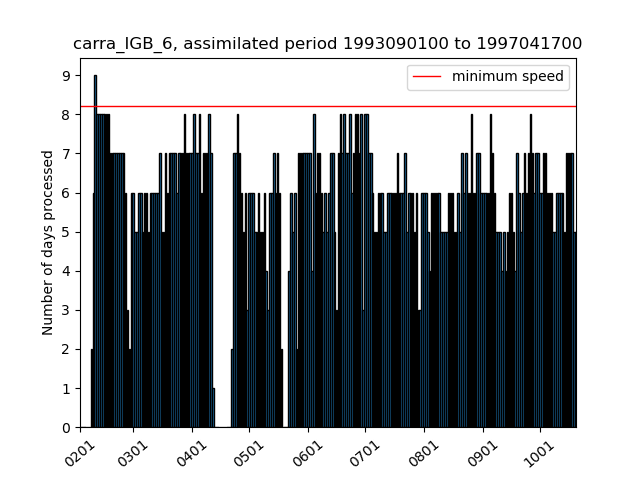 carra_IGB_6, assimilated period 1993090100 to 1997041700
minimum speed
Number of days processed
9
8
7
6
5
4
3
2
1
0
0201 0301 0401 0501 0601 0701 0801 0901 1001